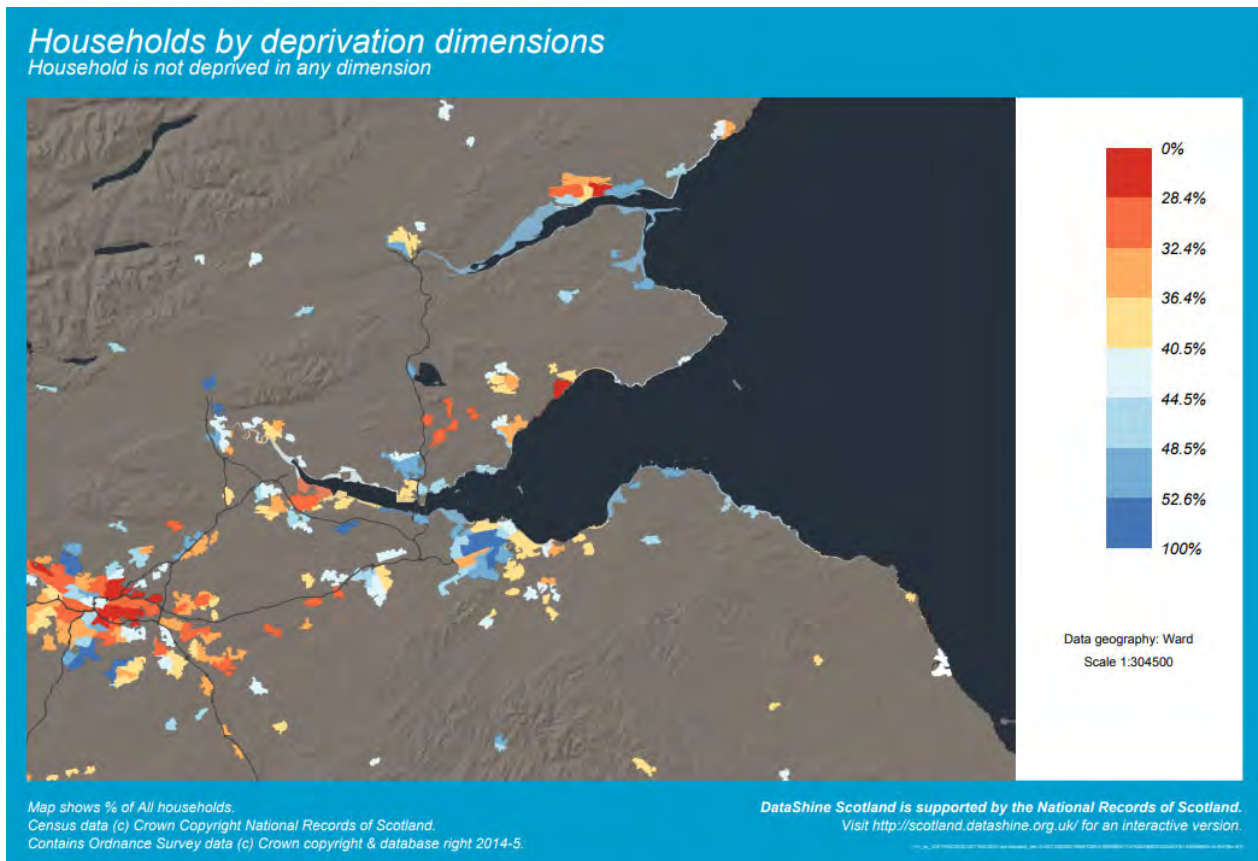 Households by deprivation dimensions
Household is not deprived in any dimension
0%
28.4%
32.4%
36.4%
40.5%
44.5%
48.5%
52.6%
100%
Data geography: Ward
Scale 1:304500
Map shows % of All households.
Census data (c) Crown Copyright National Records of Scotland.
Contains Ordnance Survey data (c) Crown copyright & database right 2014-5.
DataShine Scotland is supported by the National Records of Scotland.
Visit http://scotland.datashine.org.uk/ for an interactive version.